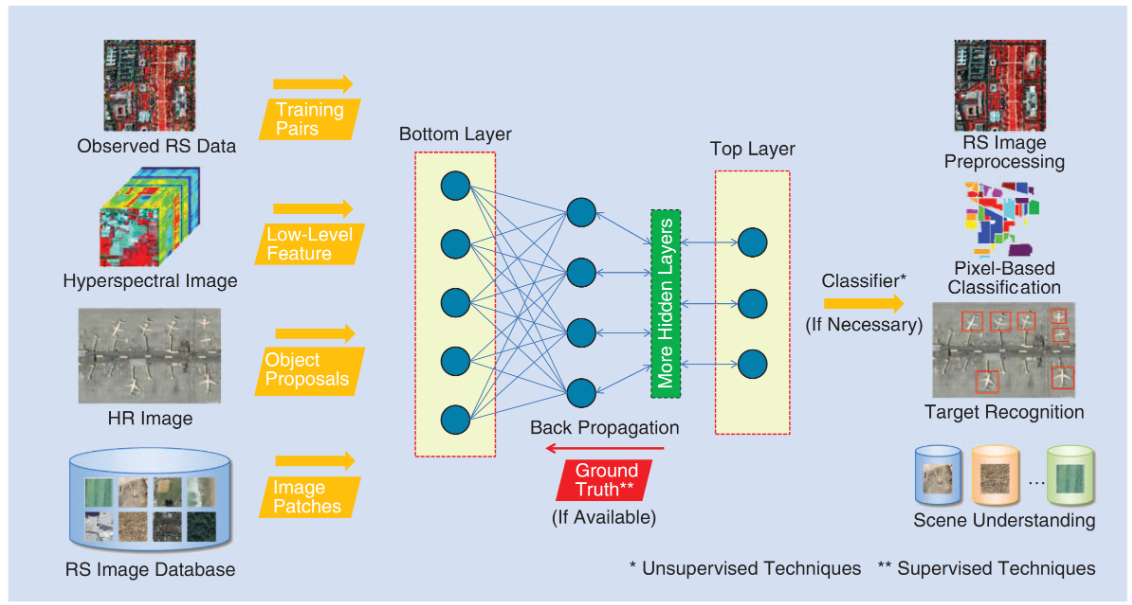 Observed RS Data
Training
Pairs
Hyperspectral Image
Low-Level
Feature
HR Image
Object
Proposals
RS Image Database
Image
Patches
Bottom Layer
More Hidden Layers
Top Layer
Back Propagation
Ground
Truth**
(If Available)
Classifier*
(If Necessary)
RS Image
Preprocessing
Pixel-Based
Classification
Target Recognition
...
Scene Understanding
* Unsupervised Techniques ** Supervised Techniques